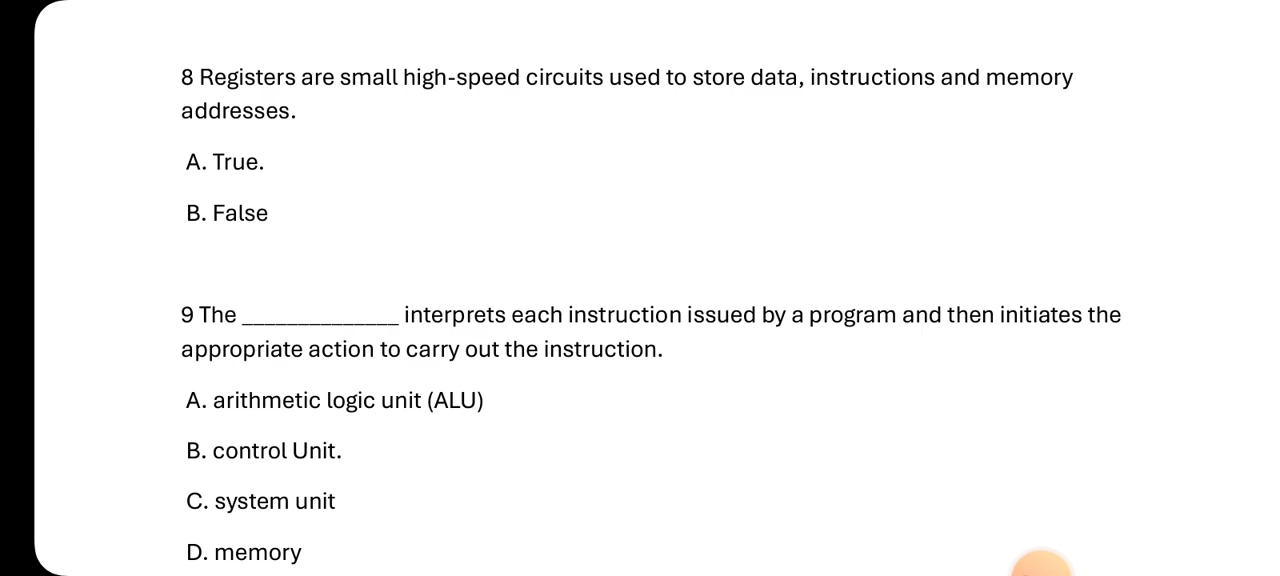 8 Registers are small high-speed circuits used to store data, instructions and memory
addresses.
A. True.
B. False
9 The ______________ interprets each instruction issued by a program and then initiates the
appropriate action to carry out the instruction.
A. arithmetic logic unit (ALU)
B. control Unit.
C. system unit
D. memory